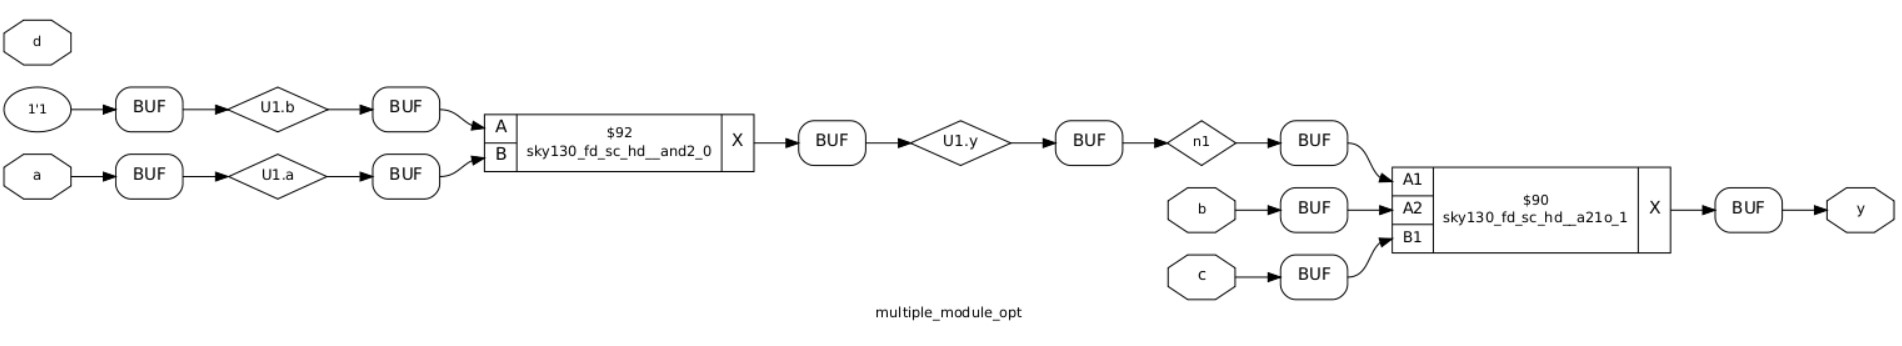 d
1'1
BUF
U1.b
BUF
a
BUF
U1.a
BUF
A
B
$92
sky130_fd_sc_hd__and2_0
X
BUF
U1.y
BUF
n1
BUF
b
BUF
c
BUF
A1
A2
B1
$90
sky130_fd_sc_hd__a21o_1
X
BUF
y
multiple_module_opt